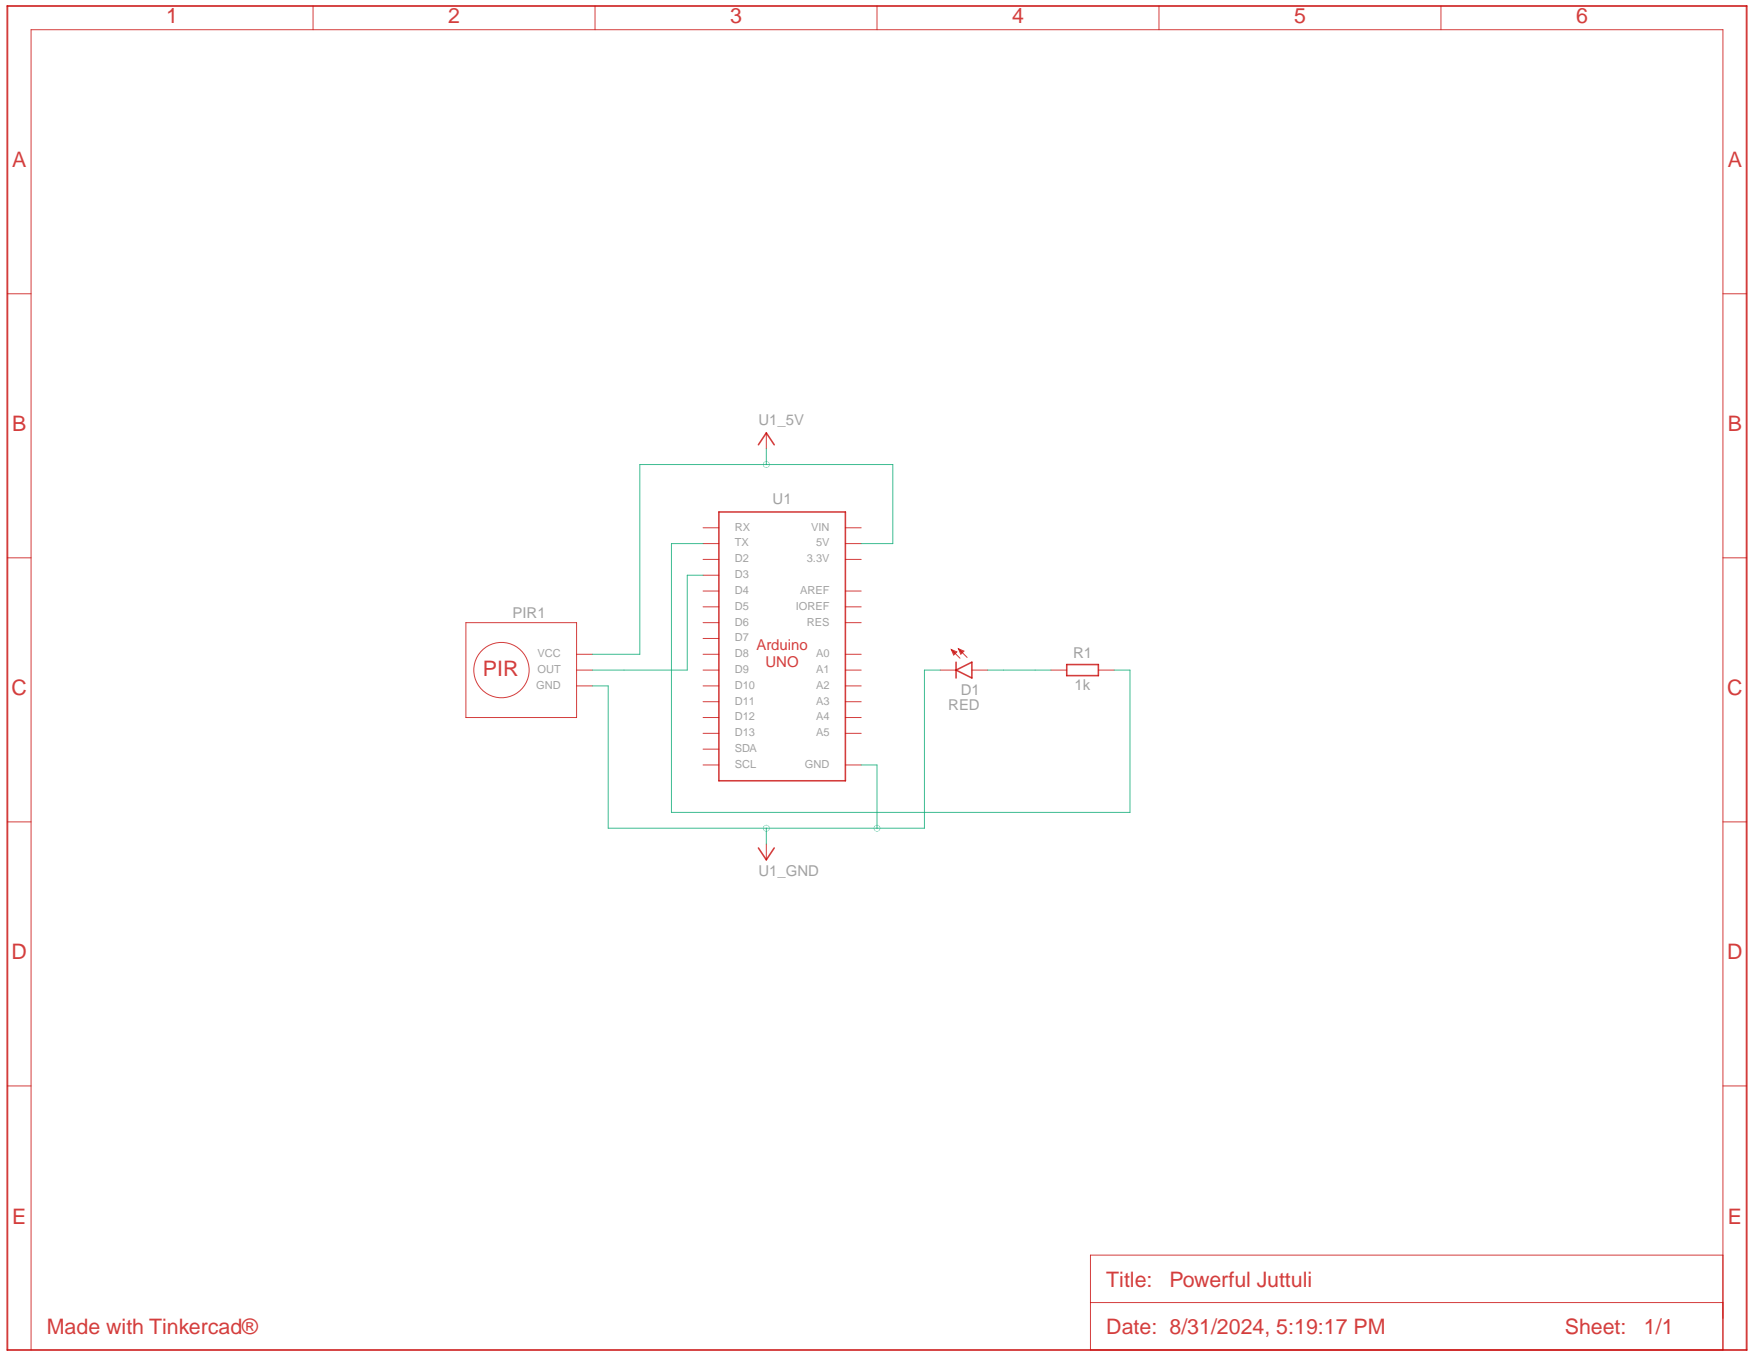 1 2 3 4 5 6
A A
B B
U1_5V
U1
RX VIN
TX 5V
D2 3.3V
D3
D4 AREF
D5 IOREF
PIR1
D6 RES
D7
Arduino
UNO
VCC
D8 A0
R1
PIR
OUT
D9 A1
GND
D10 A2
1k
C C
D1
RED
D11 A3
D12 A4
D13 A5
SDA
SCL GND
U1_GND
D D
E E
Title: Powerful Juttuli
Made with Tinkercad®
Date: 8/31/2024, 5:19:17 PM Sheet: 1/1